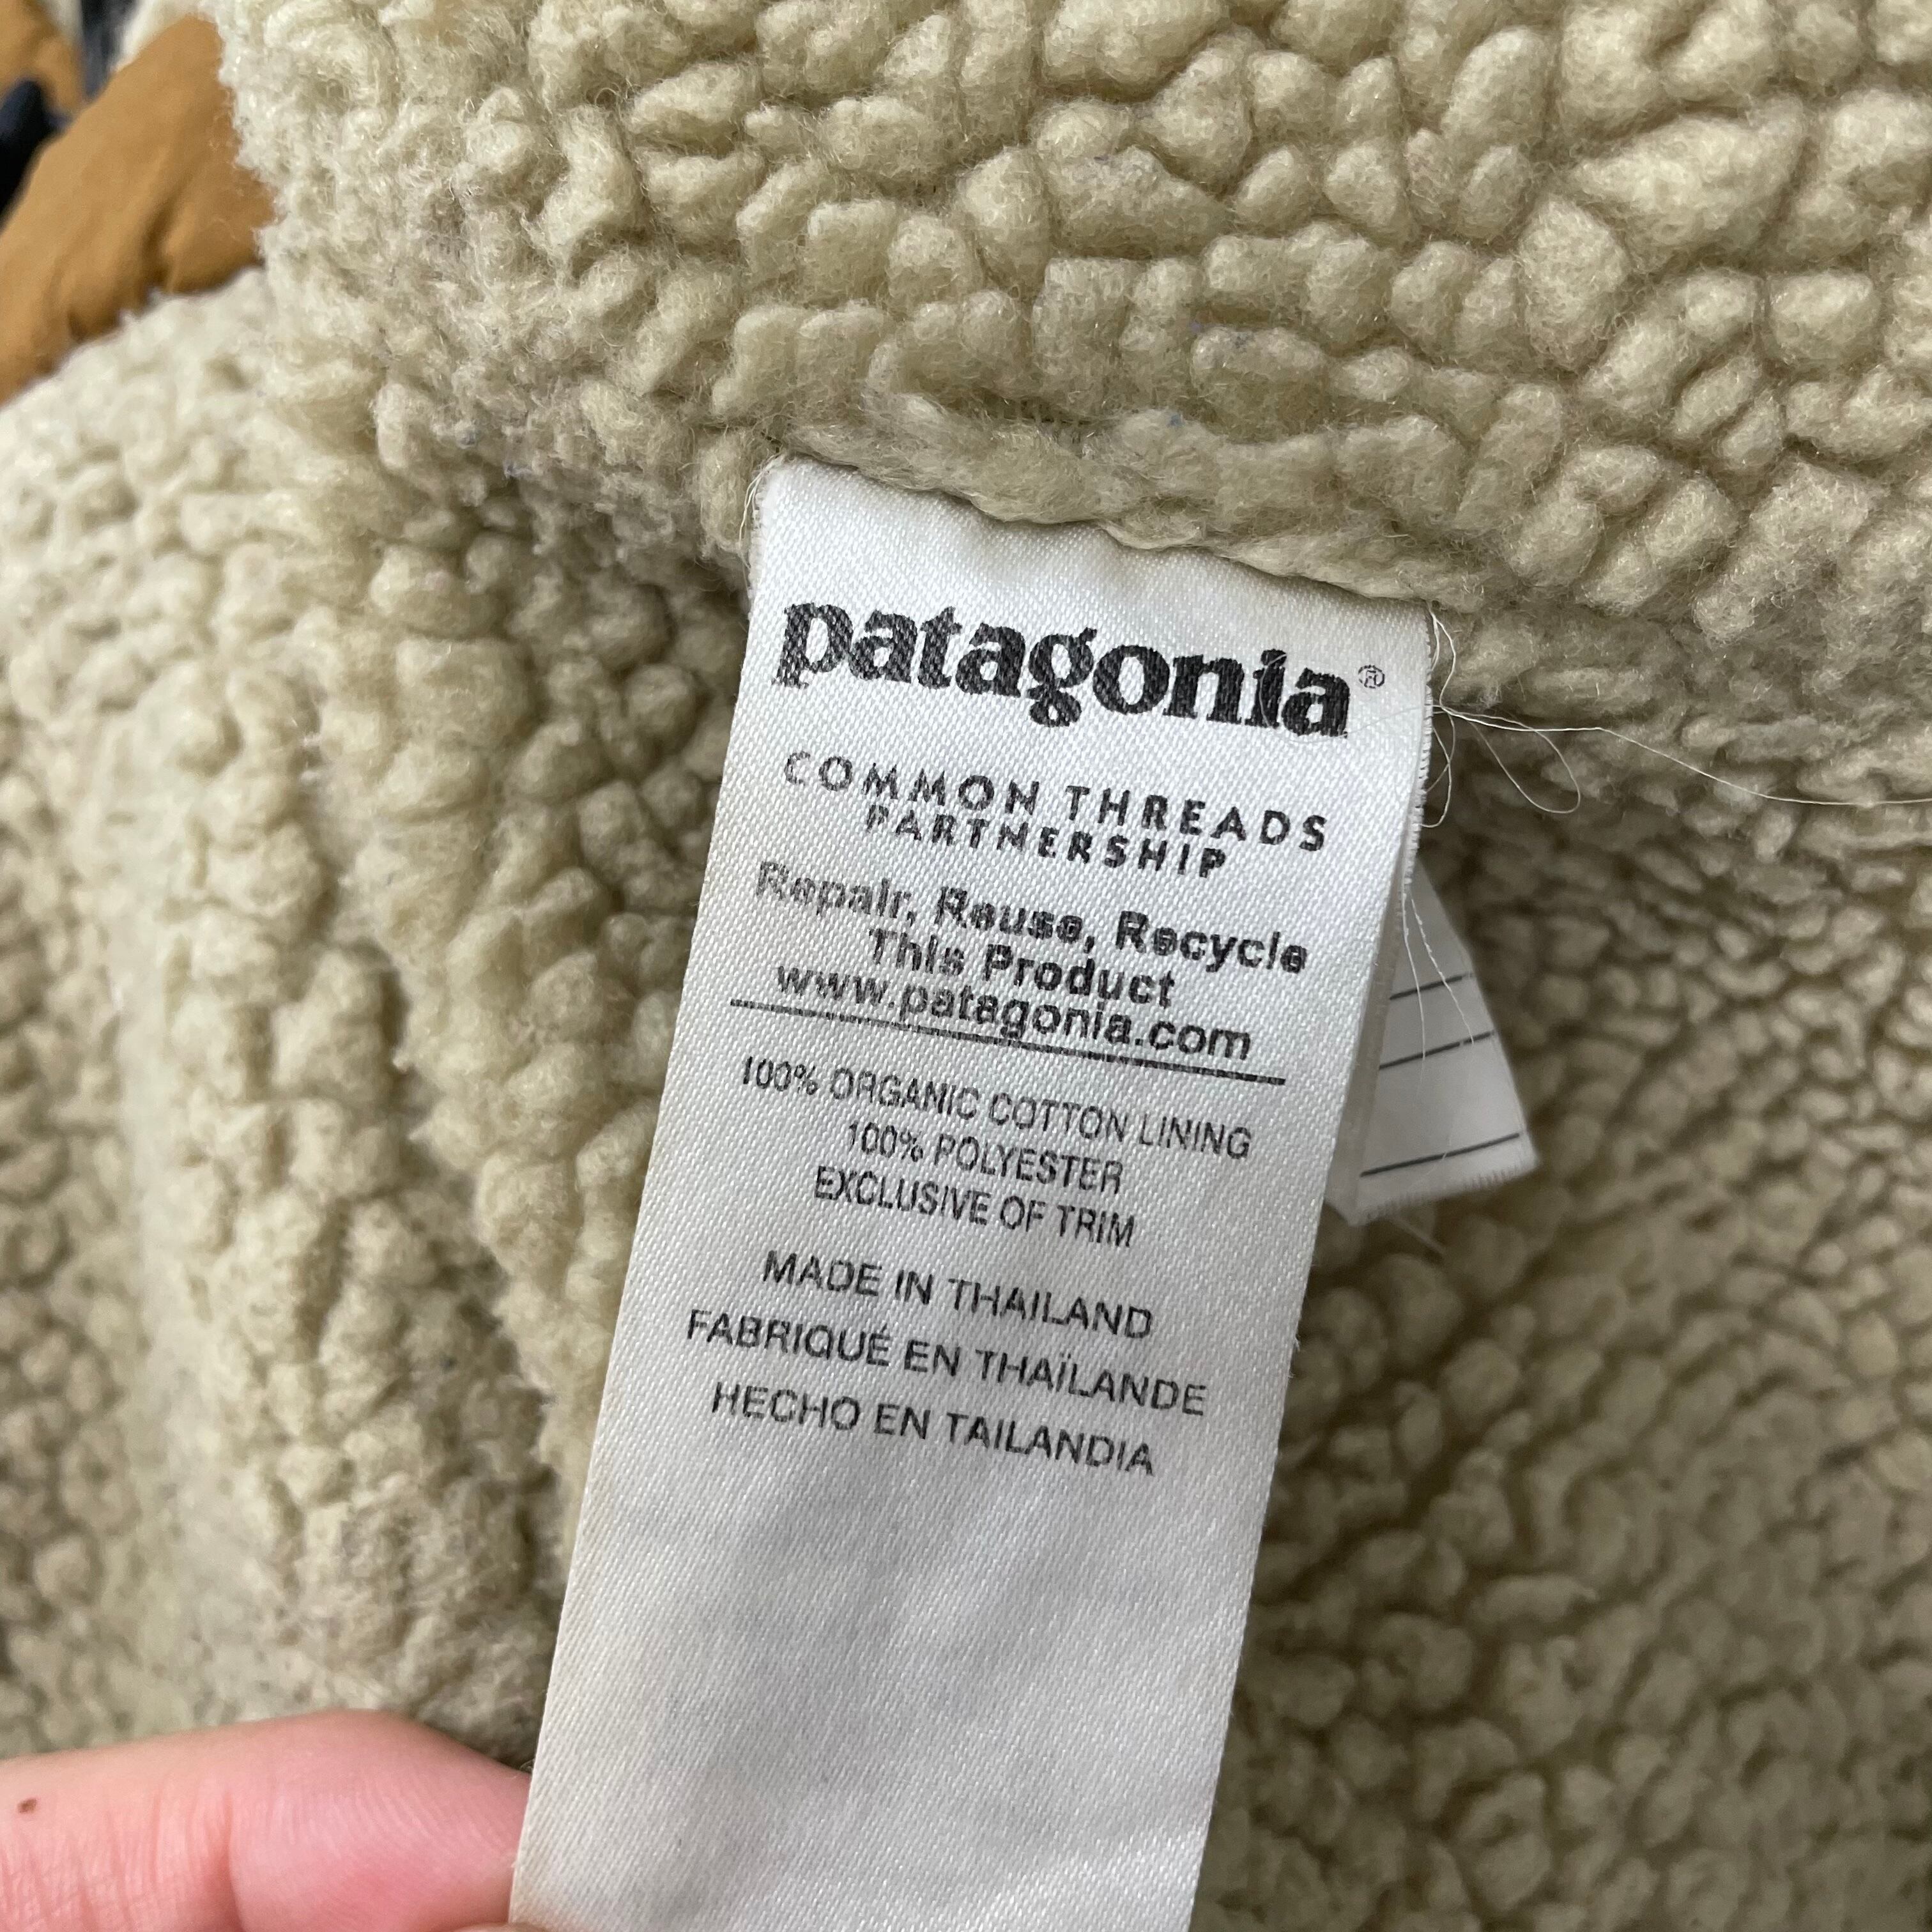 patagonia®
COMMON THREADS
PARTNERSHIP
Repair, Reuse, Recycle
This Product
www.patagonia.com
100% ORGANIC COTTON LINING
100% POLYESTER
EXCLUSIVE OF TRIM
MADE IN THAILAND
FABRIQUÉ EN THAÏLANDE
HECHO EN TAILANDIA